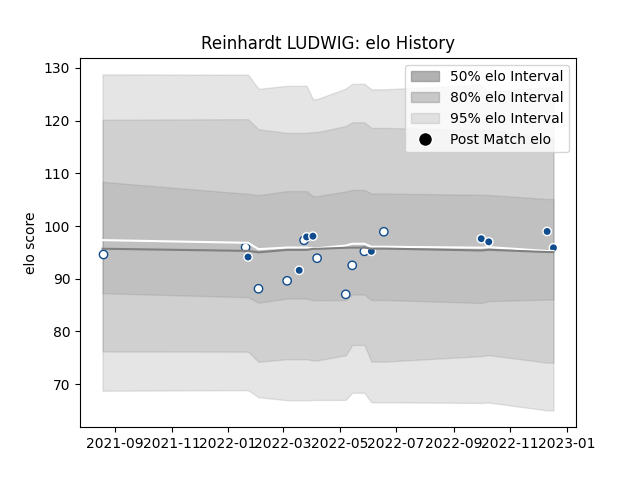 Reinhardt LUDWIG: elo History
50% elo Interval
80% elo Interval
95% elo Interval
Post Match elo
elo score
130
120
110
100
90
80
70
2021-09 2021-11 2022-01 2022-03 2022-05 2022-07 2022-09 2022-11 2023-01